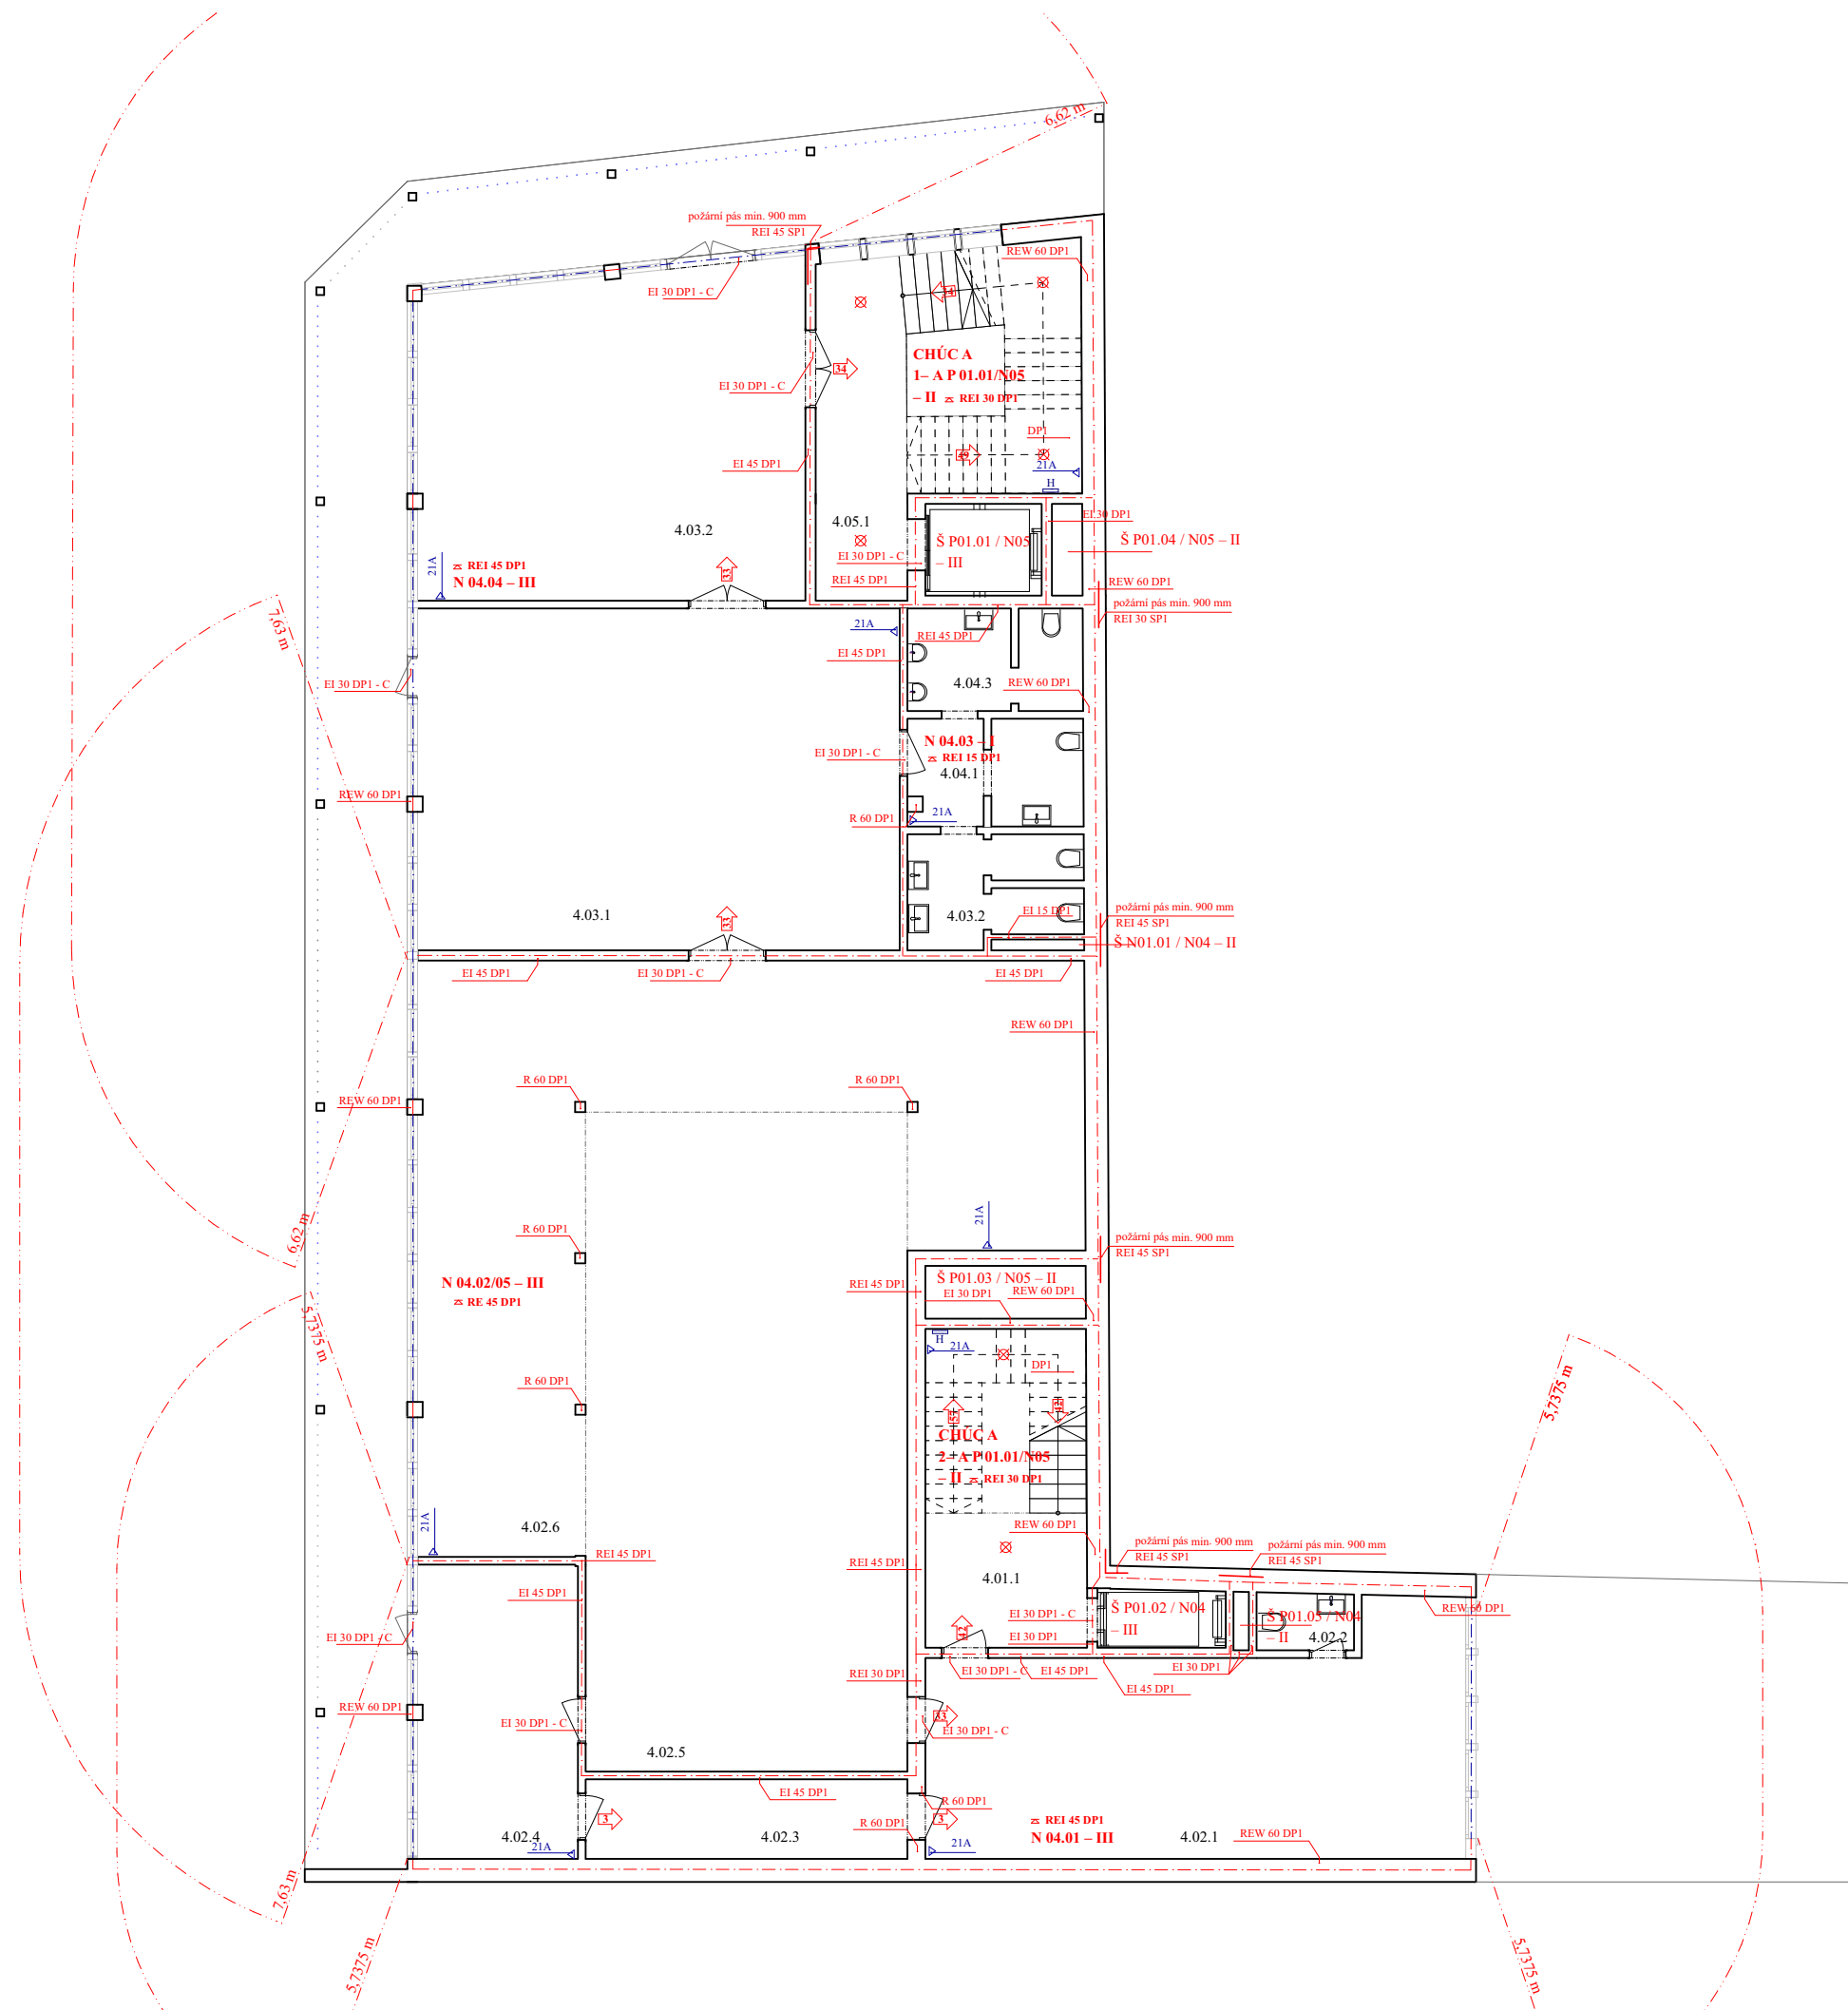 6,62 m
požární pás min. 900 mm
REI 45 SP1
REW 60 DP1
EI 30 DP1 - C
14
CHÚC A
1– A P 01.01/N05
– II REI 30 DP1
34
EI 30 DP1 - C
DP1
49
21A
H
EI 45 DP1
4.03.2
4.05.1
EI 30 DP1
Š P01.01 / N05
– III
Š P01.04 / N05 – II
EI 30 DP1 - C
REI 45 DP1
21A
REI 45 DP1
N 04.04 – III
33
REW 60 DP1
požární pás min. 900 mm
REI 30 SP1
7,63 m
21A
REI 45 DP1
EI 45 DP1
EI 30 DP1 - C
4.04.3
REW 60 DP1
N 04.03 – I
REI 15 DP1
EI 30 DP1 - C
4.04.1
REW 60 DP1
R 60 DP1
21A
4.03.1
33
4.03.2
EI 15 DP1
požární pás min. 900 mm
REI 45 SP1
Š N01.01 / N04 – II
EI 45 DP1
EI 30 DP1 - C
EI 45 DP1
REW 60 DP1
R 60 DP1
R 60 DP1
REW 60 DP1
6,62 m
R 60 DP1
21A
požární pás min. 900 mm
REI 45 SP1
N 04.02/05 – III
RE 45 DP1
REI 45 DP1
Š P01.03 / N05 – II
EI 30 DP1
REW 60 DP1
5,7375 m
H
21A
DP1
R 60 DP1
55
42
CHÚC A
2– A P 01.01/N05
– II REI 30 DP1
5,7375 m
21A
4.02.6
REW 60 DP1
REI 45 DP1
REI 45 DP1
EI 45 DP1
4.01.1
požární pás min. 900 mm
REI 45 SP1
požární pás min. 900 mm
REI 45 SP1
EI 30 DP1 - C
EI 30 DP1 - C
EI 30 DP1
Š P01.02 / N04
– III
Š P01.05 / N04
– II
4.02.2
REW 60 DP1
42
REI 30 DP1
EI 30 DP1 - C
EI 45 DP1
EI 30 DP1
EI 45 DP1
REW 60 DP1
EI 30 DP1 - C
33
EI 30 DP1 - C
4.02.5
EI 45 DP1
R 60 DP1
3
3
R 60 DP1
REI 45 DP1
N 04.01 – III
4.02.4
21A
4.02.3
21A
4.02.1
REW 60 DP1
7,63 m
5,7375 m
5,7375 m